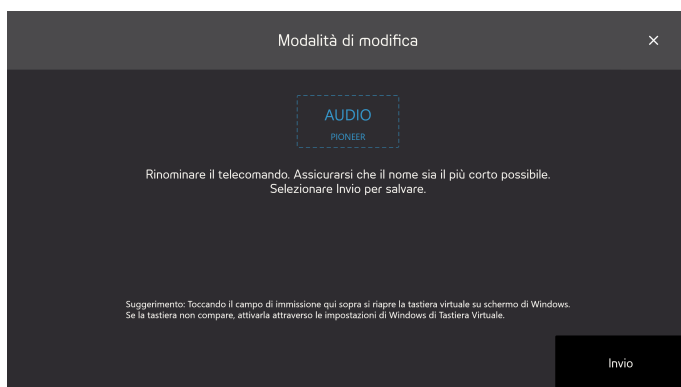 Modalità di modifica
AUDIO
PIONEER
Rinominare il telecomando. Assicurarsi che il nome sia il più corto possibile.
Selezionare Invio per salvare.
Suggerimento: Toccando il campo di immissione qui sopra si riapre la tastiera virtuale su schermo di Windows.
Se la tastiera non compare, attivarla attraverso le impostazioni di Windows di Tastiera Virtuale.
Invio